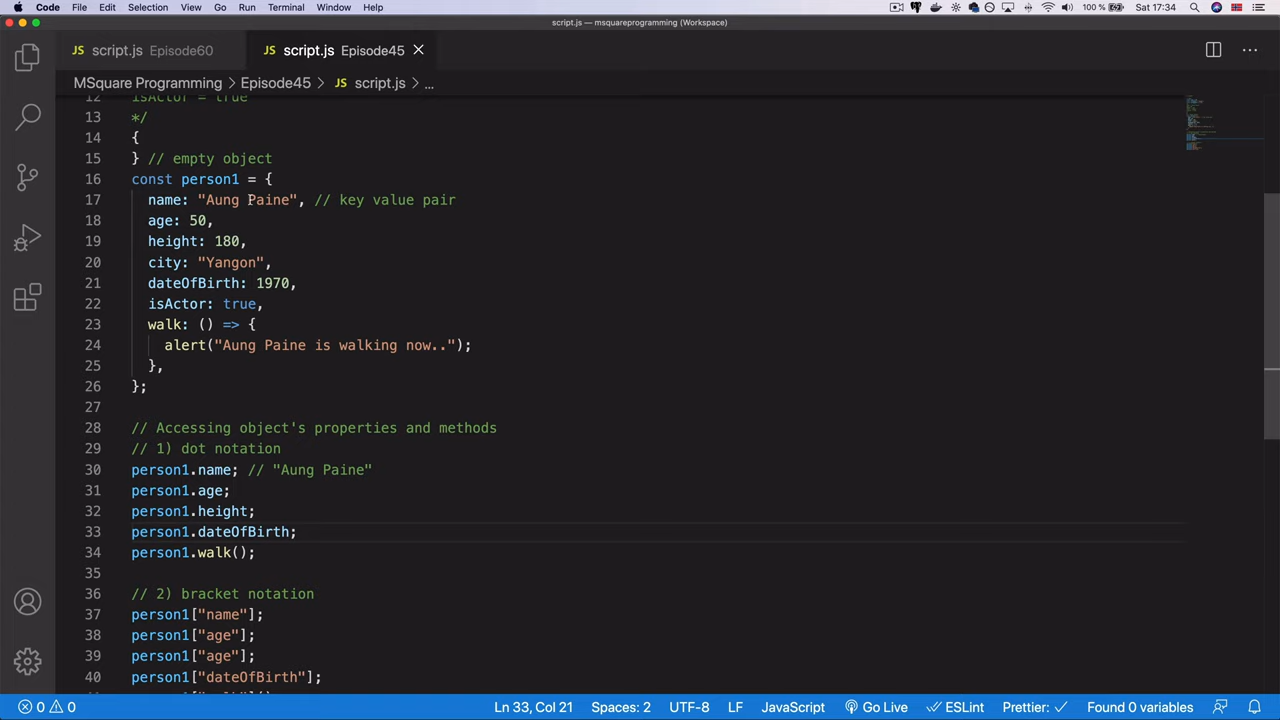 Code File Edit Selection View Go Run Terminal Window Help 100 % Sat 17:34
script.js — msquareprogramming (Workspace)
JS script.js Episode60 JS script.js Episode45
MSquare Programming > Episode45 > JS script.js > ...
12 isActor = true
13 */
14 {
15 } // empty object
16 const person1 = {
17 name: "Aung Paine", // key value pair
18 age: 50,
19 height: 180,
20 city: "Yangon",
21 dateOfBirth: 1970,
22 isActor: true,
23 walk: () => {
24 alert("Aung Paine is walking now..");
25 },
26 };
27
28 // Accessing object's properties and methods
29 // 1) dot notation
30 person1.name; // "Aung Paine"
31 person1.age;
32 person1.height;
33 person1.dateOfBirth;
34 person1.walk();
35
36 // 2) bracket notation
37 person1["name"];
38 person1["age"];
39 person1["age"];
40 person1["dateOfBirth"];
0 0 Ln 33, Col 21 Spaces: 2 UTF-8 LF JavaScript Go Live ESLint Prettier: Found 0 variables